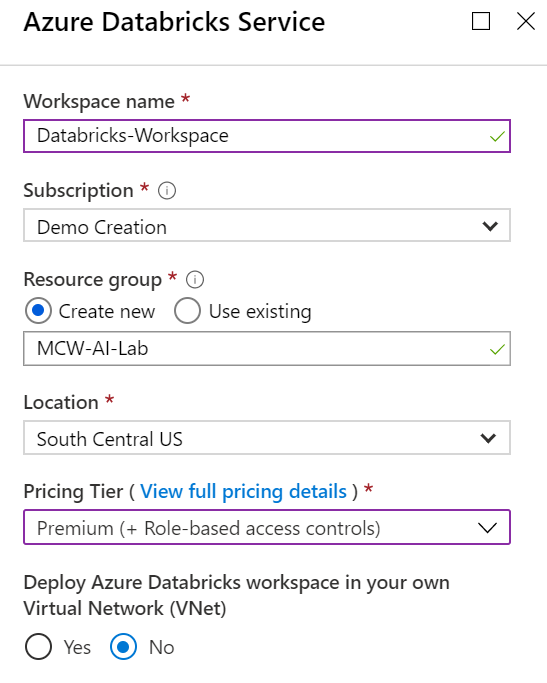 Azure Databricks Service
Workspace name *
Databricks-Workspace
Subscription *
Demo Creation
Resource group *
Create new Use existing
MCW-AI-Lab
Location *
South Central US
Pricing Tier ( View full pricing details ) *
Premium (+ Role-based access controls)
Deploy Azure Databricks workspace in your own
Virtual Network (VNet)
Yes No